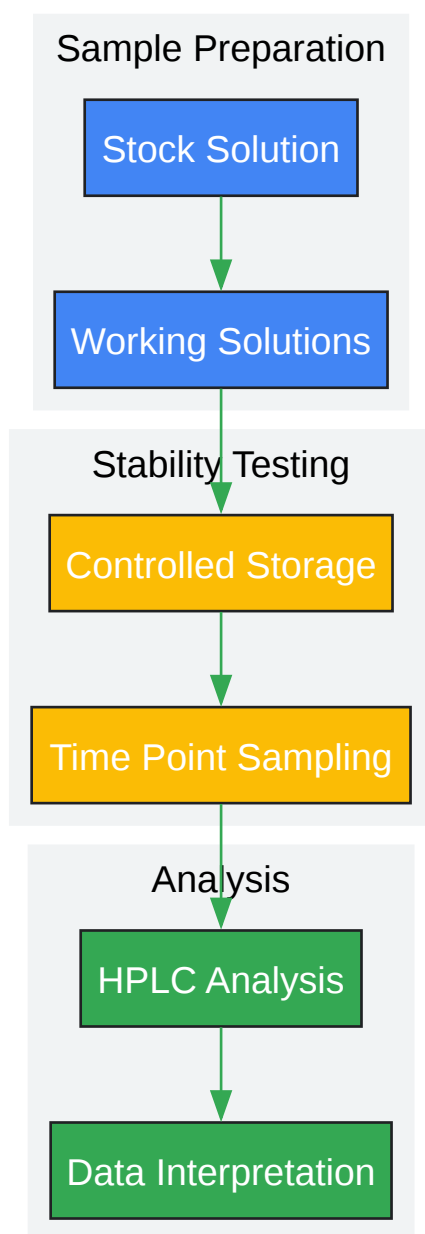 Sample Preparation
Stock Solution
Working Solutions
Stability Testing
Controlled Storage
Time Point Sampling
Analysis
HPLC Analysis
Data Interpretation